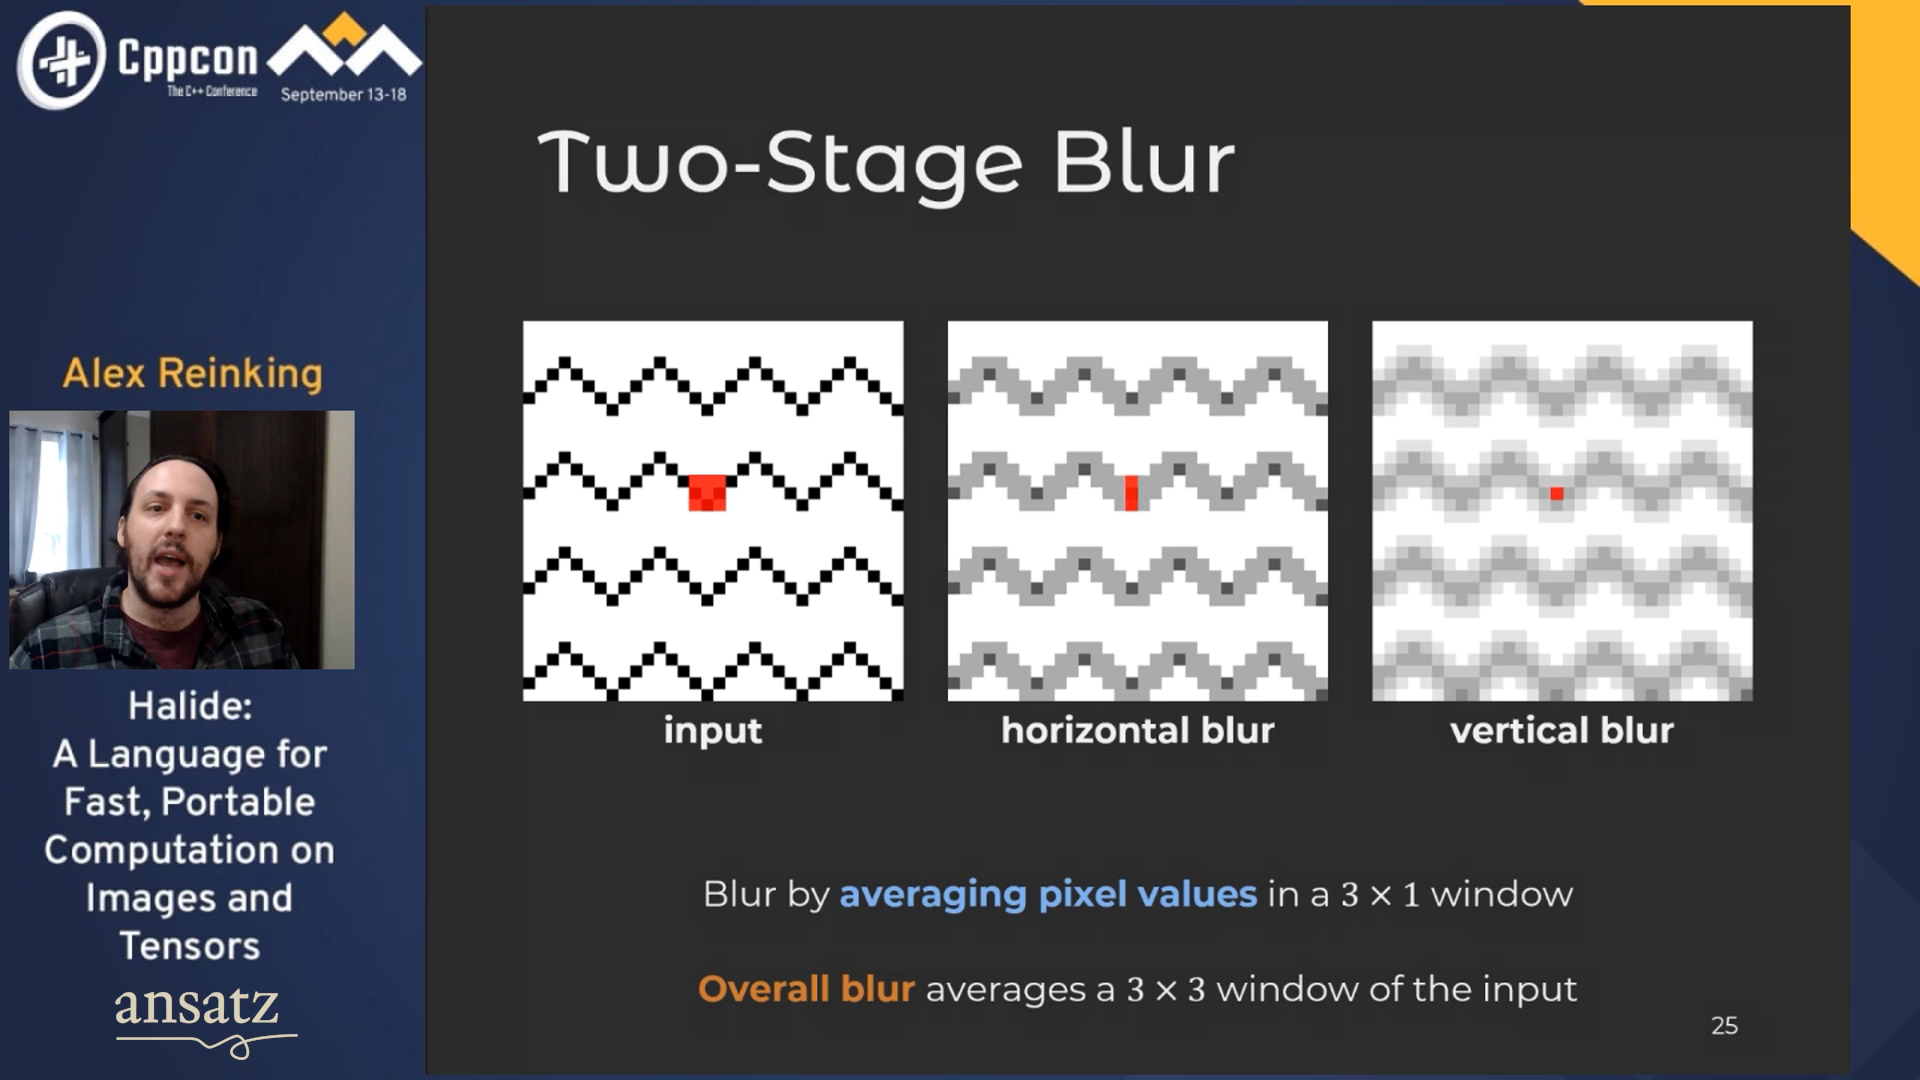 Cppcon
The C++ Conference
September 13-18
Two-Stage Blur
Alex Reinking
input
horizontal blur
vertical blur
Halide:
A Language for
Fast, Portable
Computation on
Images and
Tensors
ansatz
Blur by averaging pixel values in a 3 × 1 window
Overall blur averages a 3 × 3 window of the input
25